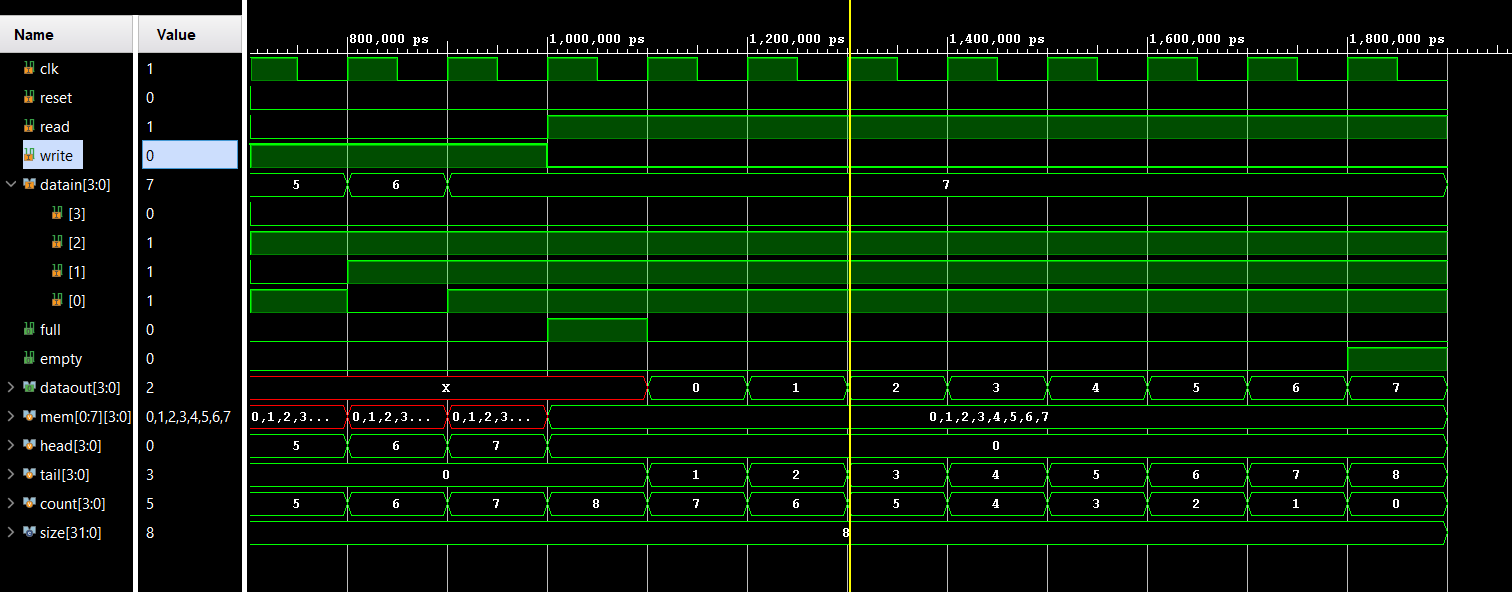 Name Value
800,000 ps 1,000,000 ps 1,200,000 ps 1,400,000 ps 1,600,000 ps 1,800,000 ps
clk 1
reset 0
read 1
write 0
datain[3:0] 7 5 6 7
[3] 0
[2] 1
[1] 1
[0] 1
full 0
empty 0
dataout[3:0] 2 X 0 1 2 3 4 5 6 7
mem[0:7][3:0] 0,1,2,3,4,5,6,7 0,1,2,3... 0,1,2,3... 0,1,2,3... 0,1,2,3,4,5,6,7
head[3:0] 0 5 6 7 0
tail[3:0] 3 0 1 2 3 4 5 6 7 8
count[3:0] 5 5 6 7 8 7 6 5 4 3 2 1 0
size[31:0] 8 8